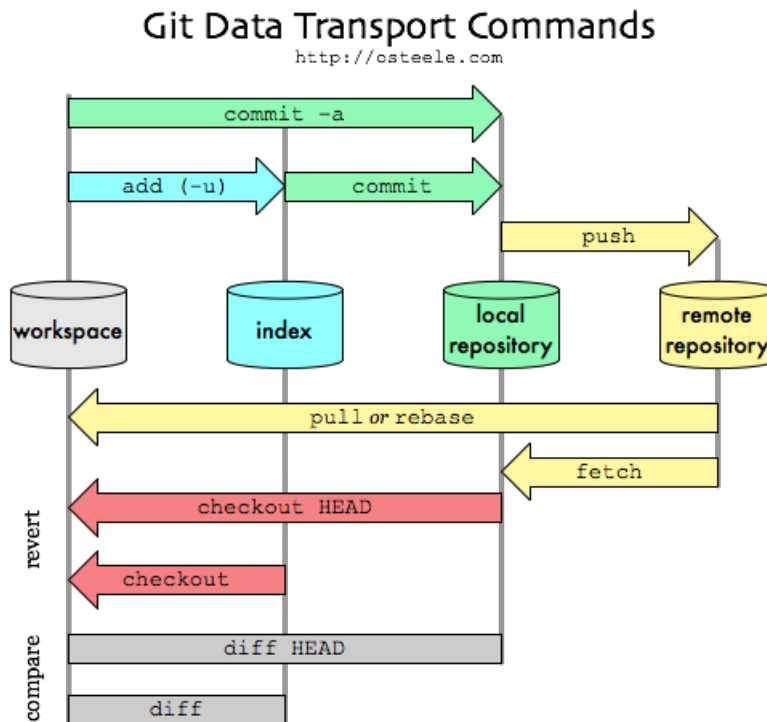 Git Data Transport Commands
http://osteele.com
commit -a
add (-u)
commit
push
workspace
index
local
repository
remote
repository
pull or rebase
fetch
revert
checkout HEAD
checkout
compare
diff HEAD
diff